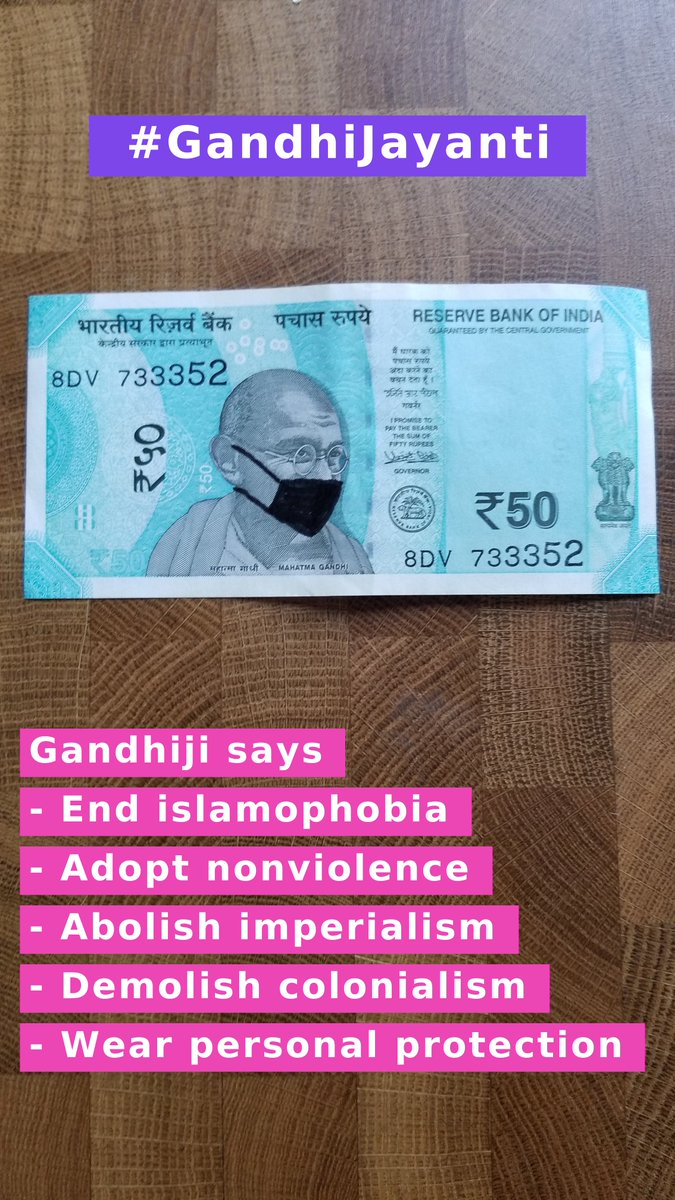 #GandhiJayanti
भारतीय रिज़र्व बैंक
केन्द्रीय सरकार द्वारा प्रत्याभूत
8DV 733352
₹५०
₹50
₹50
महात्मा गांधी MAHATMA GANDHI
पचास रुपये
मैं धारक को
पचास रुपये
अदा करने का
वचन देता हूँ।
I PROMISE TO
PAY THE BEARER
THE SUM OF
FIFTY RUPEES
GOVERNOR
RESERVE BANK OF INDIA
GUARANTEED BY THE CENTRAL GOVERNMENT
₹50
8DV 733352
Gandhiji says
- End islamophobia
- Adopt nonviolence
- Abolish imperialism
- Demolish colonialism
- Wear personal protection